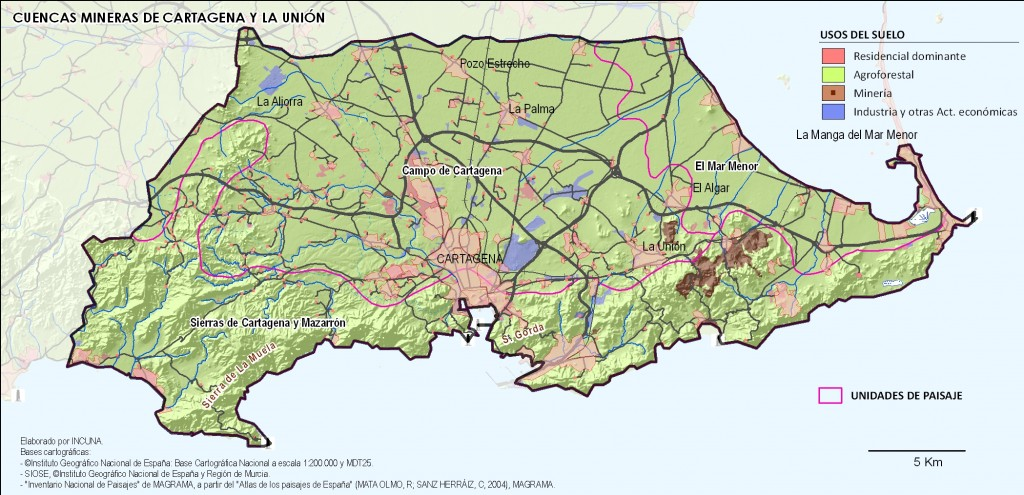 CUENCAS MINERAS DE CARTAGENA Y LA UNIÓN
USOS DEL SUELO
Residencial dominante
Agroforestal
Minería
Industria y otras Act. económicas
Pozo Estrecho
La Aljorra
La Palma
La Manga del Mar Menor
Campo de Cartagena
El Mar Menor
El Algar
La Unión
CARTAGENA
Sierras de Cartagena y Mazarrón
S. Gorda
Sierra de La Muela
UNIDADES DE PAISAJE
5 Km
Elaborado por INCUNA.
Bases cartográficas:
- ©Instituto Geográfico Nacional de España: Base Cartográfica Nacional a escala 1:200 000 y MDT25.
- SIOSE, ©Instituto Geográfico Nacional de España y Región de Murcia.
- "Inventario Nacional de Paisajes" de MAGRAMA, a partir del "Atlas de los paisajes de España" (MATA OLMO, R, SANZ HERRÁIZ, C, 2004), MAGRAMA.